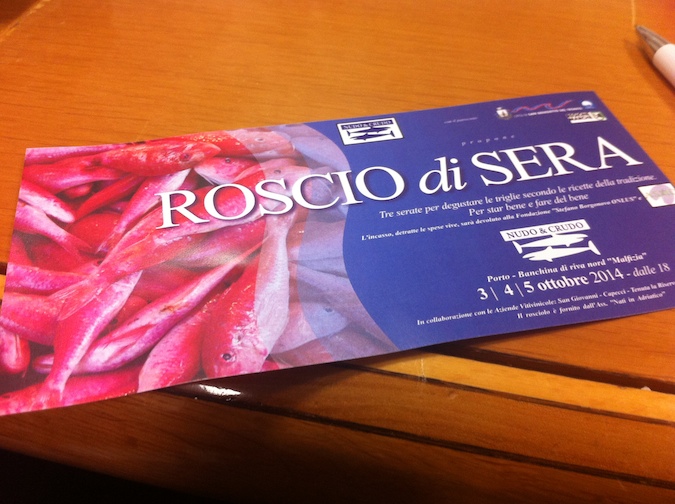 NUDO & CRUDO
propone
ROSCIO di SERA
Tre serate per degustare le triglie secondo le ricette della tradizione
Per star bene e fare del bene
L'incasso, detratte le spese vive, sarà devoluto alla Fondazione "Stefano Borgonovo ONLUS" e
NUDO & CRUDO
Porto - Banchina di riva nord "Malfizia"
3 | 4 | 5 ottobre 2014 - dalle 18
In collaborazione con le Aziende Vitivinicole: San Giovanni - Capecci - Tenuta la Riserva
Il rosciolo è fornito dall'Ass. "Nati in Adriatico"